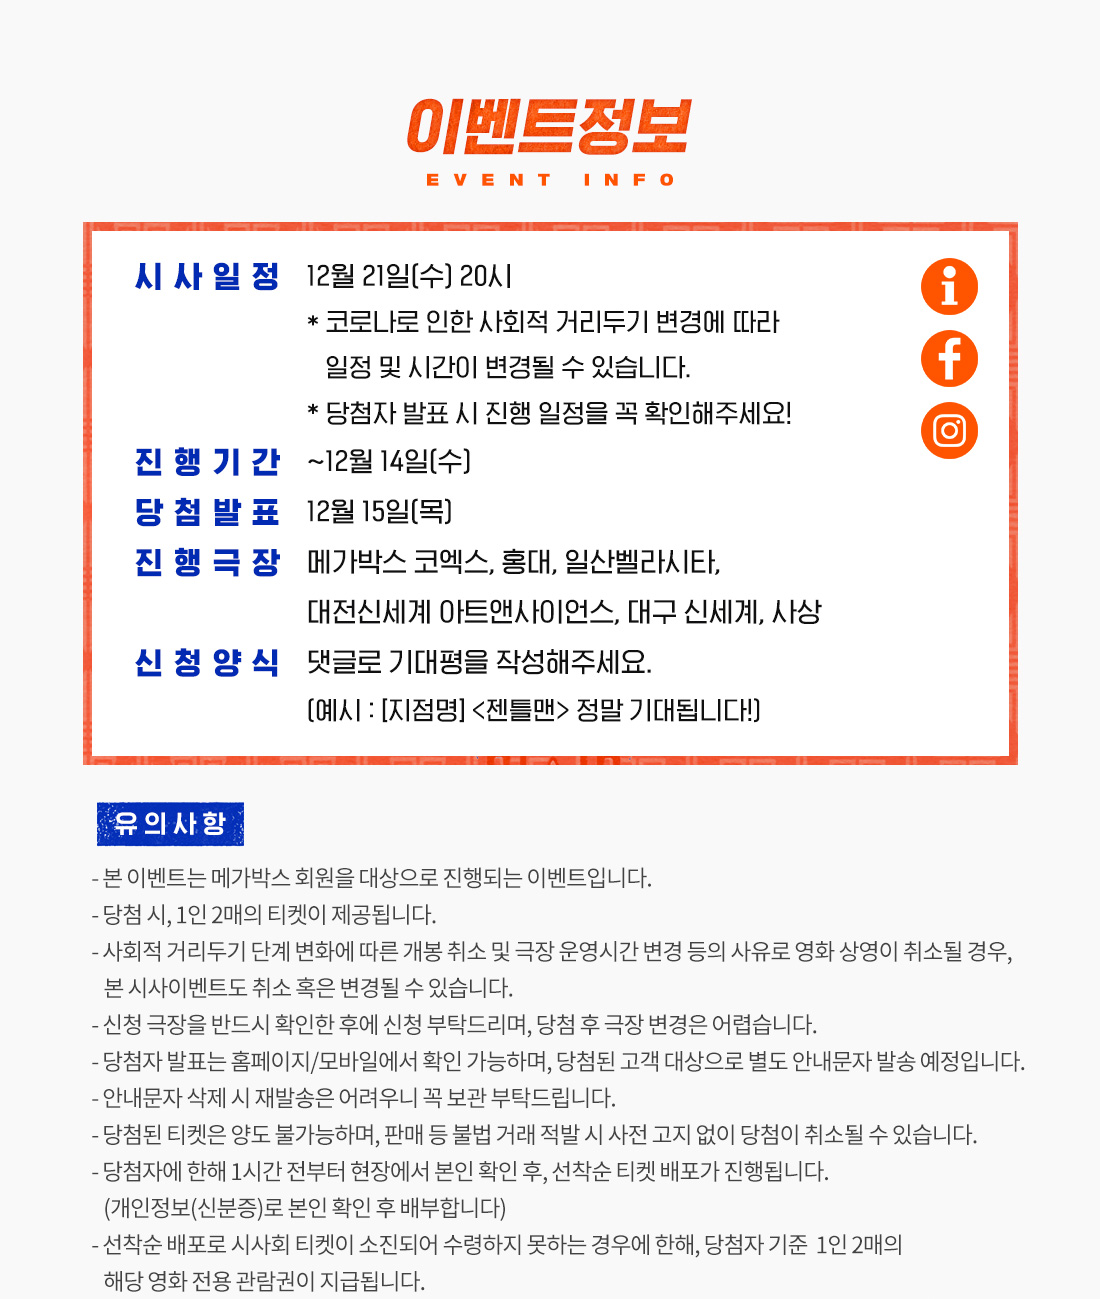 이벤트정보
EVENT INFO
시사일정 12월 21일(수) 20시
* 코로나로 인한 사회적 거리두기 변경에 따라
일정 및 시간이 변경될 수 있습니다.
* 당첨자 발표 시 진행 일정을 꼭 확인해주세요!
진행기간 ~12월 14일(수)
당첨발표 12월 15일(목)
진행극장 메가박스 코엑스, 홍대, 일산벨라시타,
대전신세계 아트앤사이언스, 대구 신세계, 사상
신청양식 댓글로 기대평을 작성해주세요.
(예시 : [지점명] <젠틀맨> 정말 기대됩니다!)
유의사항
- 본 이벤트는 메가박스 회원을 대상으로 진행되는 이벤트입니다.
- 당첨 시, 1인 2매의 티켓이 제공됩니다.
- 사회적 거리두기 단계 변화에 따른 개봉 취소 및 극장 운영시간 변경 등의 사유로 영화 상영이 취소될 경우,
본 시사이벤트도 취소 혹은 변경될 수 있습니다.
- 신청 극장을 반드시 확인한 후에 신청 부탁드리며, 당첨 후 극장 변경은 어렵습니다.
- 당첨자 발표는 홈페이지/모바일에서 확인 가능하며, 당첨된 고객 대상으로 별도 안내문자 발송 예정입니다.
- 안내문자 삭제 시 재발송은 어려우니 꼭 보관 부탁드립니다.
- 당첨된 티켓은 양도 불가능하며, 판매 등 불법 거래 적발 시 사전 고지 없이 당첨이 취소될 수 있습니다.
- 당첨자에 한해 1시간 전부터 현장에서 본인 확인 후, 선착순 티켓 배포가 진행됩니다.
(개인정보(신분증)로 본인 확인 후 배부합니다)
- 선착순 배포로 시사회 티켓이 소진되어 수령하지 못하는 경우에 한해, 당첨자 기준 1인 2매의
해당 영화 전용 관람권이 지급됩니다.